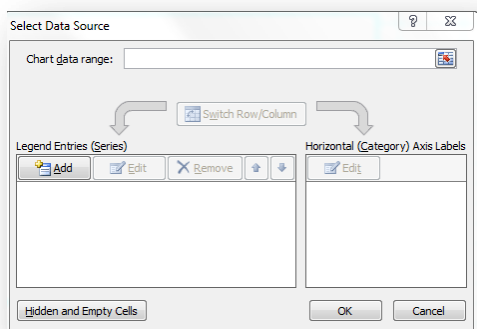 Select Data Source
Chart data range:
Switch Row/Column
Legend Entries (Series) Horizontal (Category) Axis Labels
Add Edit Remove Edit
Hidden and Empty Cells OK Cancel